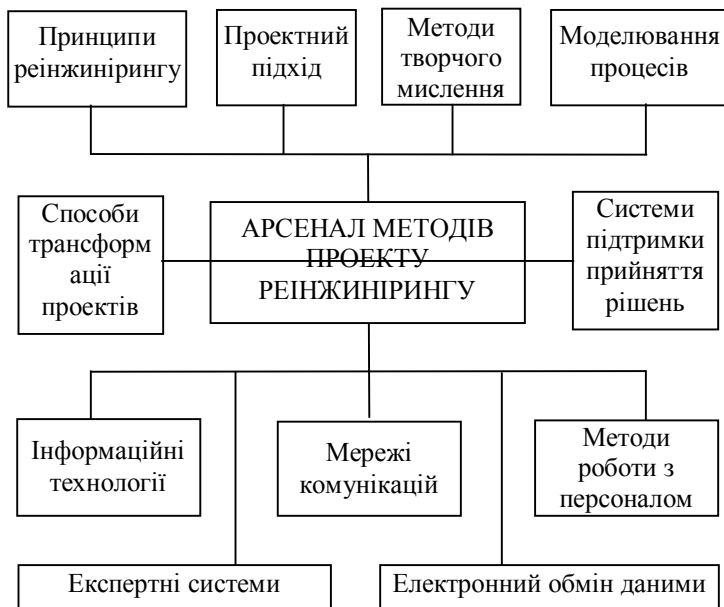 Принципи
реінжинірингу
Проектний
підхід
Методи
творчого
мислення
Моделювання
процесів
Способи
трансформ
ації
проектів
АРСЕНАЛ МЕТОДІВ
ПРОЕКТУ
РЕІНЖИНІРИНГУ
Системи
підтримки
прийняття
рішень
Інформаційні
технології
Мережі
комунікацій
Методи
роботи з
персоналом
Експертні системи
Електронний обмін даними